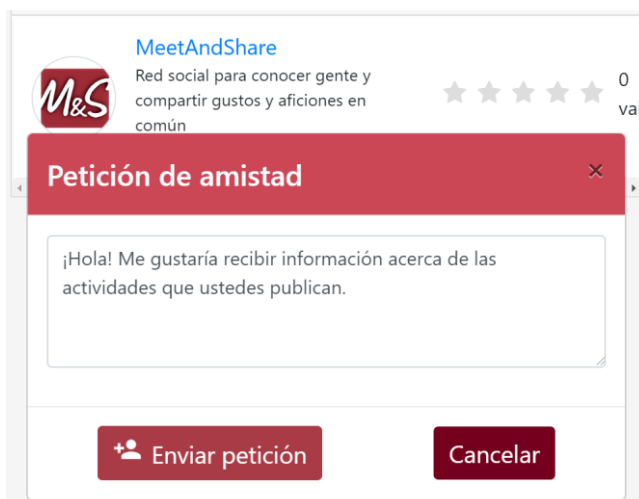 MeetAndShare
Red social para conocer gente y
compartir gustos y aficiones en
común
M&S
0
Petición de amistad
×
¡Hola! Me gustaría recibir información acerca de las
actividades que ustedes publican.
Enviar petición
Cancelar